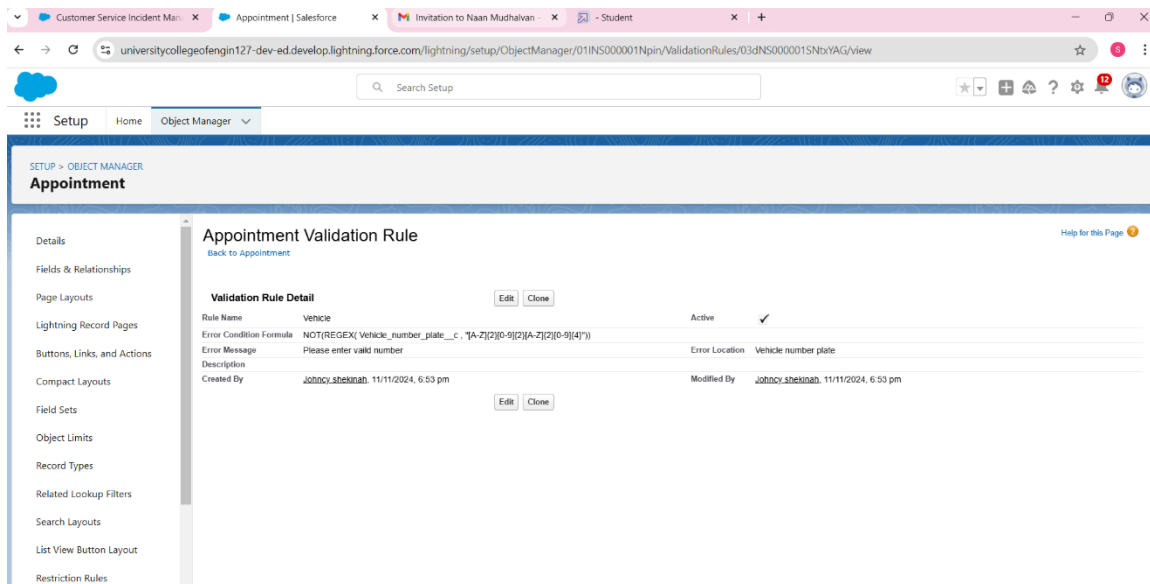 Customer Service Incident Man
Appointment | Salesforce
Invitation to Naan Mudhalvan -
- Student
universitycollegeofengin127-dev-ed.develop.lightning.force.com/lightning/setup/ObjectManager/01INS000001Npin/ValidationRules/03dNS000001SNtxYAG/view
S
Search Setup
12
Setup Home Object Manager
SETUP > OBJECT MANAGER
Appointment
Details
Fields & Relationships
Page Layouts
Lightning Record Pages
Buttons, Links, and Actions
Compact Layouts
Field Sets
Object Limits
Record Types
Related Lookup Filters
Search Layouts
List View Button Layout
Restriction Rules
Appointment Validation Rule
Help for this Page
Back to Appointment
Validation Rule Detail Edit Clone
Rule Name Vehicle Active
Error Condition Formula NOT(REGEX( Vehicle_number_plate__c , "[A-Z]{2}[0-9]{2}[A-Z]{2}[0-9]{4}"))
Error Message Please enter vaild number Error Location Vehicle number plate
Description
Created By Johncy shekinah, 11/11/2024, 6:53 pm Modified By Johncy shekinah, 11/11/2024, 6:53 pm
Edit Clone